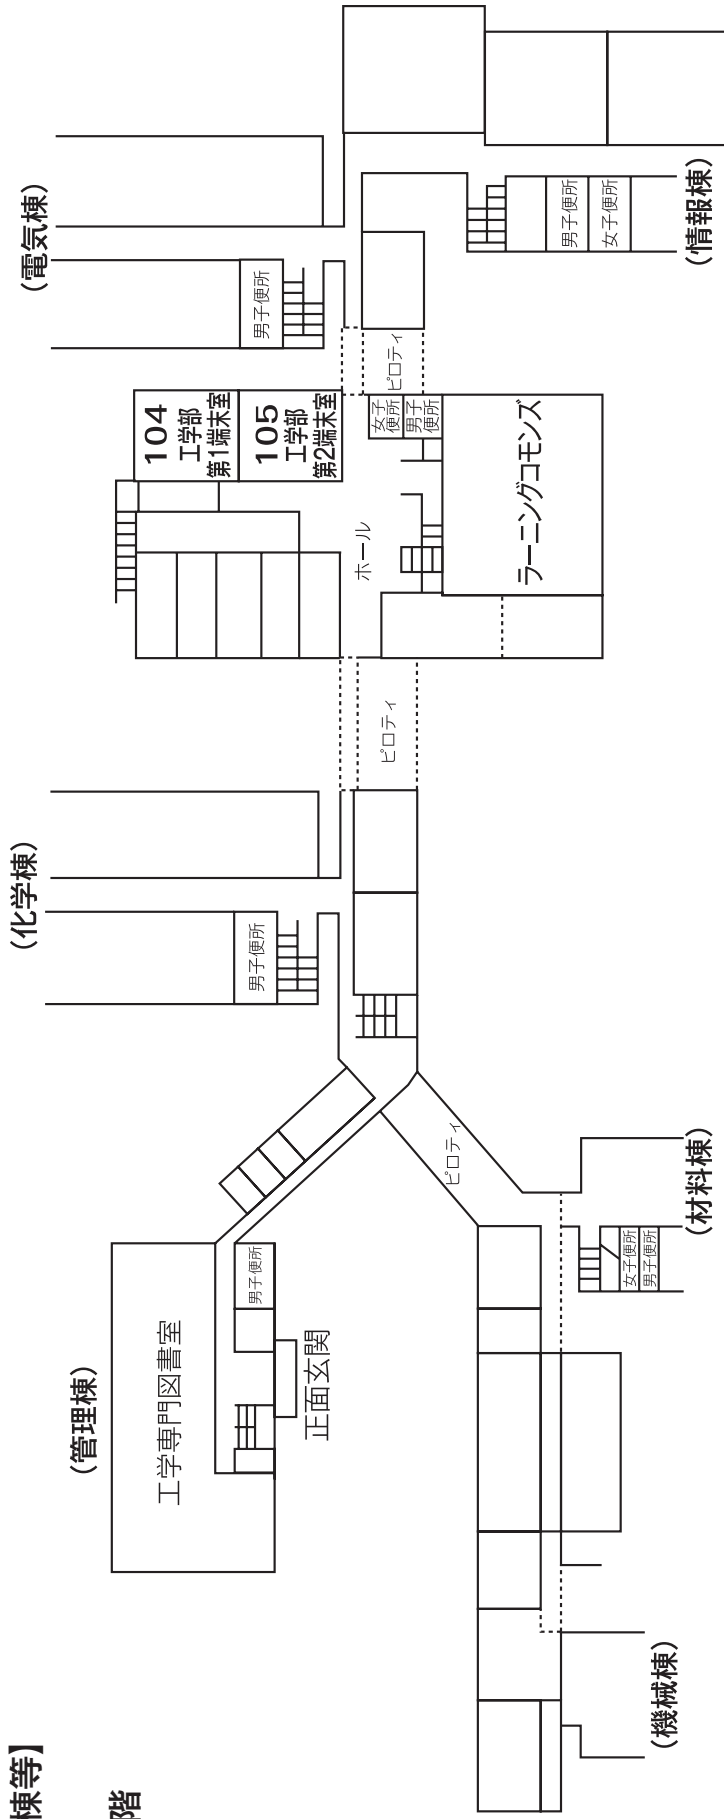 棟等】
階
(管理棟)
工学専門図書室
男子便所
正面玄関
(機械棟)
(材料棟)
女子便所
男子便所
ピロティ
(化学棟)
男子便所
ピロティ
ホール
104
工学部
第1端末室
105
工学部
第2端末室
女子
便所
男子
便所
ラーニングコモンズ
ピロティ
(電気棟)
男子便所
(情報棟)
男子便所
女子便所